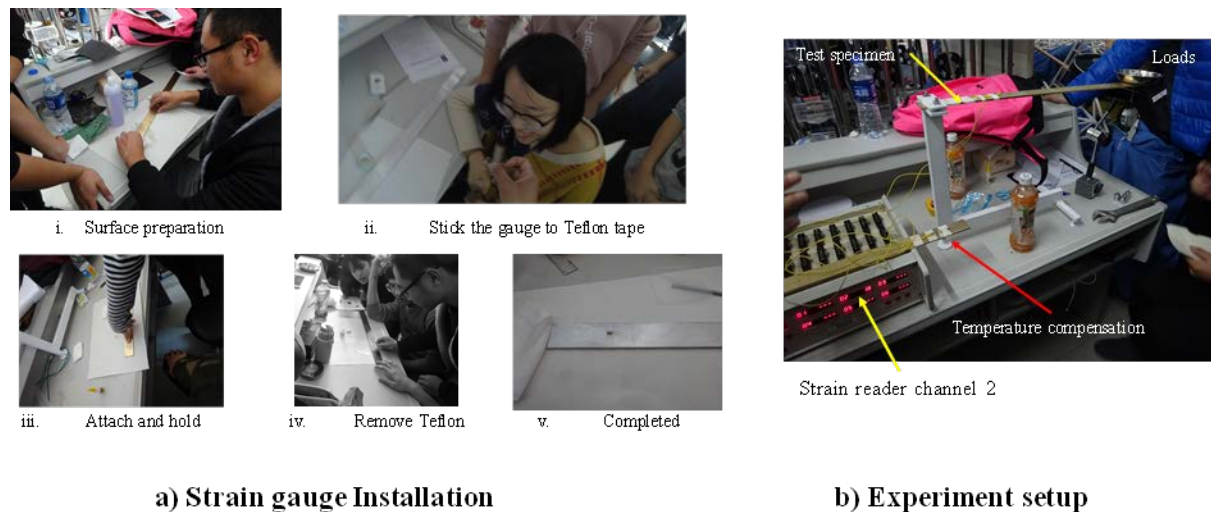 i. Surface preparation
ii. Stick the gauge to Teflon tape
iii. Attach and hold
iv. Remove Teflon
v. Completed
a) Strain gauge Installation
Test specimen
Loads
Temperature compensation
Strain reader channel 2
b) Experiment setup